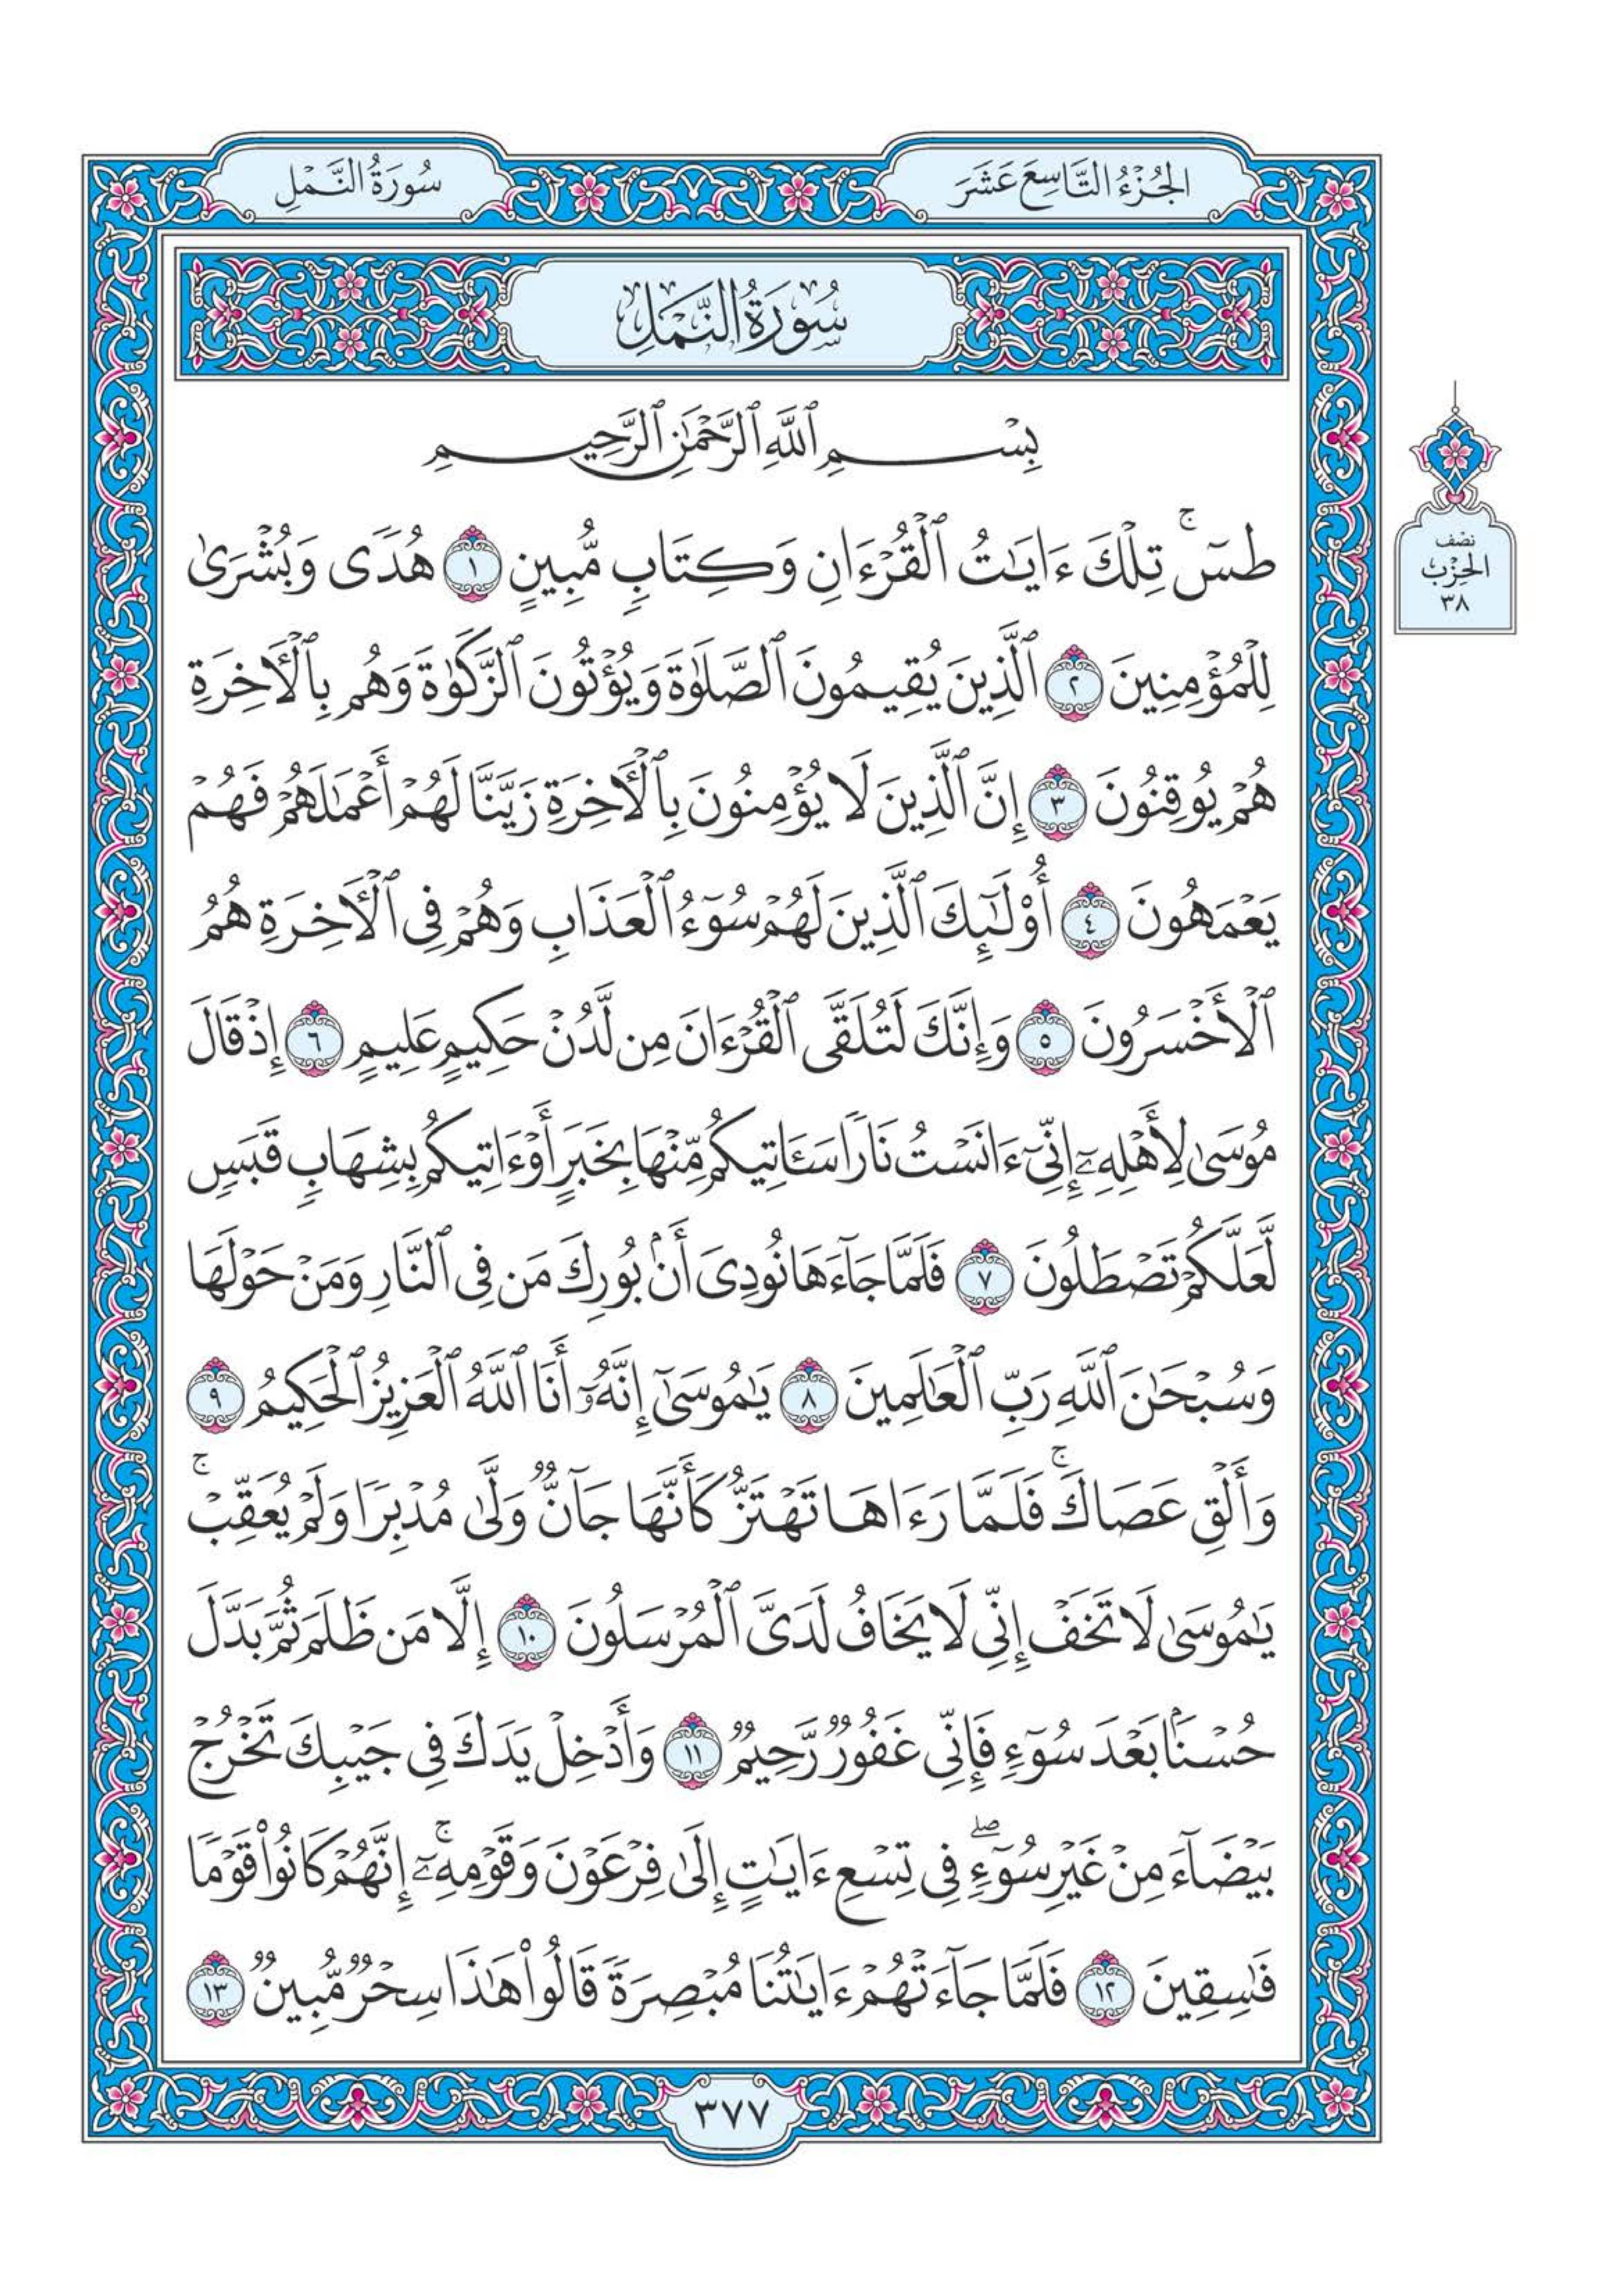 الجُزْءُ التَّاسِعَ عَشَرَ
سُورَةُ النَّمْلِ
سُورَةُ النَّمْلِ
بِسْمِ ٱللَّهِ ٱلرَّحْمَٰنِ ٱلرَّحِيمِ
طسٓۚ تِلْكَ ءَايَٰتُ ٱلْقُرْءَانِ وَكِتَابٍ مُّبِينٍ ١ هُدًى وَبُشْرَىٰ
لِلْمُؤْمِنِينَ ٢ ٱلَّذِينَ يُقِيمُونَ ٱلصَّلَوٰةَ وَيُؤْتُونَ ٱلزَّكَوٰةَ وَهُم بِٱلْأَخِرَةِ
هُمْ يُوقِنُونَ ٣ إِنَّ ٱلَّذِينَ لَا يُؤْمِنُونَ بِٱلْأَخِرَةِ زَيَّنَّا لَهُمْ أَعْمَٰلَهُمْ فَهُمْ
يَعْمَهُونَ ٤ أُو۟لَٰٓئِكَ ٱلَّذِينَ لَهُمْ سُوٓءُ ٱلْعَذَابِ وَهُمْ فِى ٱلْأَخِرَةِ هُمُ
ٱلْأَخْسَرُونَ ٥ وَإِنَّكَ لَتُلَقَّى ٱلْقُرْءَانَ مِن لَّدُنْ حَكِيمٍ عَلِيمٍ ٦ إِذْ قَالَ
مُوسَىٰ لِأَهْلِهِۦٓ إِنِّىٓ ءَانَسْتُ نَارًا سَـَٔاتِيكُم مِّنْهَا بِخَبَرٍ أَوْ ءَاتِيكُم بِشِهَابٍ قَبَسٍ
لَّعَلَّكُمْ تَصْطَلُونَ ٧ فَلَمَّا جَآءَهَا نُودِىَ أَنۢ بُورِكَ مَن فِى ٱلنَّارِ وَمَنْ حَوْلَهَا
وَسُبْحَٰنَ ٱللَّهِ رَبِّ ٱلْعَٰلَمِينَ ٨ يَٰمُوسَىٰٓ إِنَّهُۥٓ أَنَا ٱللَّهُ ٱلْعَزِيزُ ٱلْحَكِيمُ ٩
وَأَلْقِ عَصَاكَۚ فَلَمَّا رَءَاهَا تَهْتَزُّ كَأَنَّهَا جَآنٌّ وَلَّىٰ مُدْبِرًا وَلَمْ يُعَقِّبْۚ
يَٰمُوسَىٰ لَا تَخَفْ إِنِّى لَا يَخَافُ لَدَىَّ ٱلْمُرْسَلُونَ ١٠ إِلَّا مَن ظَلَمَ ثُمَّ بَدَّلَ
حُسْنًۢا بَعْدَ سُوٓءٍ فَإِنِّى غَفُورٌ رَّحِيمٌ ١١ وَأَدْخِلْ يَدَكَ فِى جَيْبِكَ تَخْرُجْ
بَيْضَآءَ مِنْ غَيْرِ سُوٓءٍۖ فِى تِسْعِ ءَايَٰتٍ إِلَىٰ فِرْعَوْنَ وَقَوْمِهِۦٓۚ إِنَّهُمْ كَانُوا۟ قَوْمًا
فَٰسِقِينَ ١٢ فَلَمَّا جَآءَتْهُمْ ءَايَٰتُنَا مُبْصِرَةً قَالُوا۟ هَٰذَا سِحْرٌ مُّبِينٌ ١٣
نصف
الحِزْب
٣٨
٣٧٧